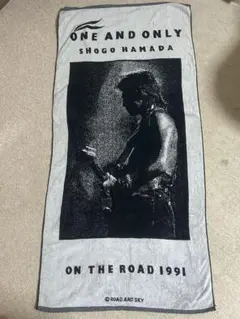 ONE AND ONLY
SHOGO HAMADA
ON THE ROAD 1991
© ROAD AND SKY